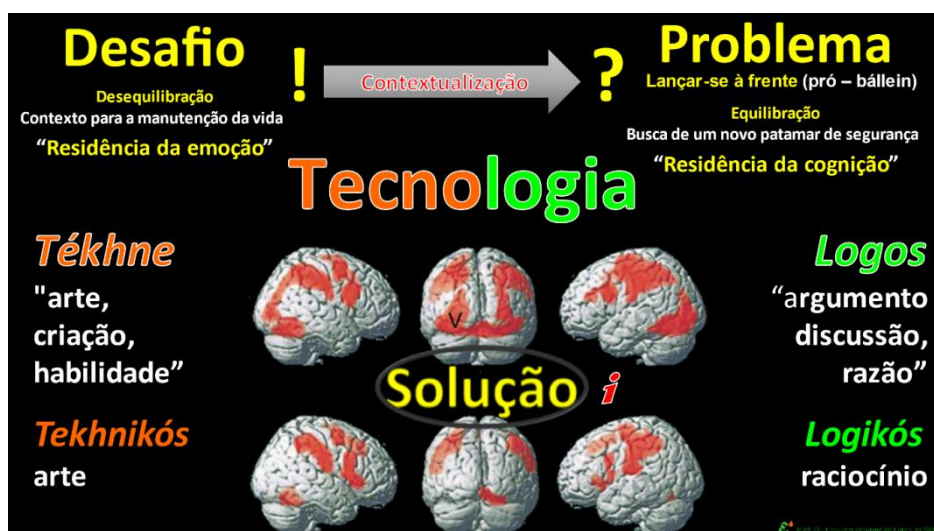 Desafio
!
Contextualização
?
Problema
Lançar-se à frente (pró – bállein)
Desequilibração
Contexto para a manutenção da vida
“Residência da emoção”
Equilibração
Busca de um novo patamar de segurança
“Residência da cognição”
Tecnologia
Tékhne
"arte,
criação,
habilidade”
Logos
“argumento
discussão,
razão”
V
Solução i
Tekhnikós
arte
Logikós
raciocínio